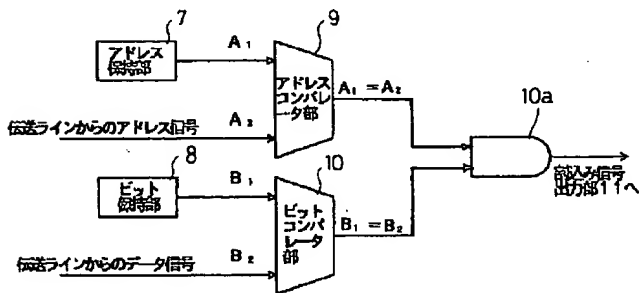 7
アドレス
保持部
A₁
9
アドレス
コンパレ
ータ部
A₁=A₂
伝送ラインからのアドレス信号
A₂
8
ビット
保持部
B₁
10
ビット
コンパ
レータ
部
B₁=B₂
伝送ラインからのデータ信号
B₂
10a
割込み信号
出力部11へ